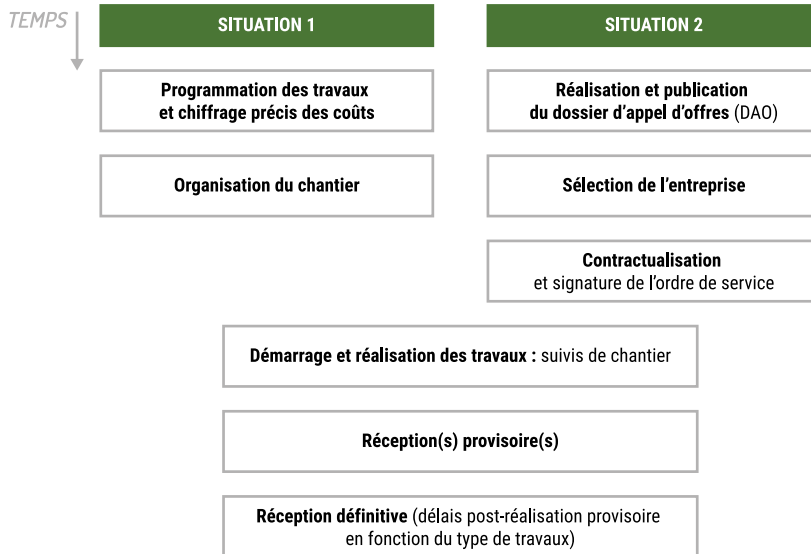 TEMPS
SITUATION 1
SITUATION 2
Programmation des travaux
et chiffrage précis des coûts
Réalisation et publication
du dossier d’appel d’offres (DAO)
Organisation du chantier
Sélection de l’entreprise
Contractualisation
et signature de l’ordre de service
Démarrage et réalisation des travaux : suivis de chantier
Réception(s) provisoire(s)
Réception définitive (délais post-réalisation provisoire
en fonction du type de travaux)